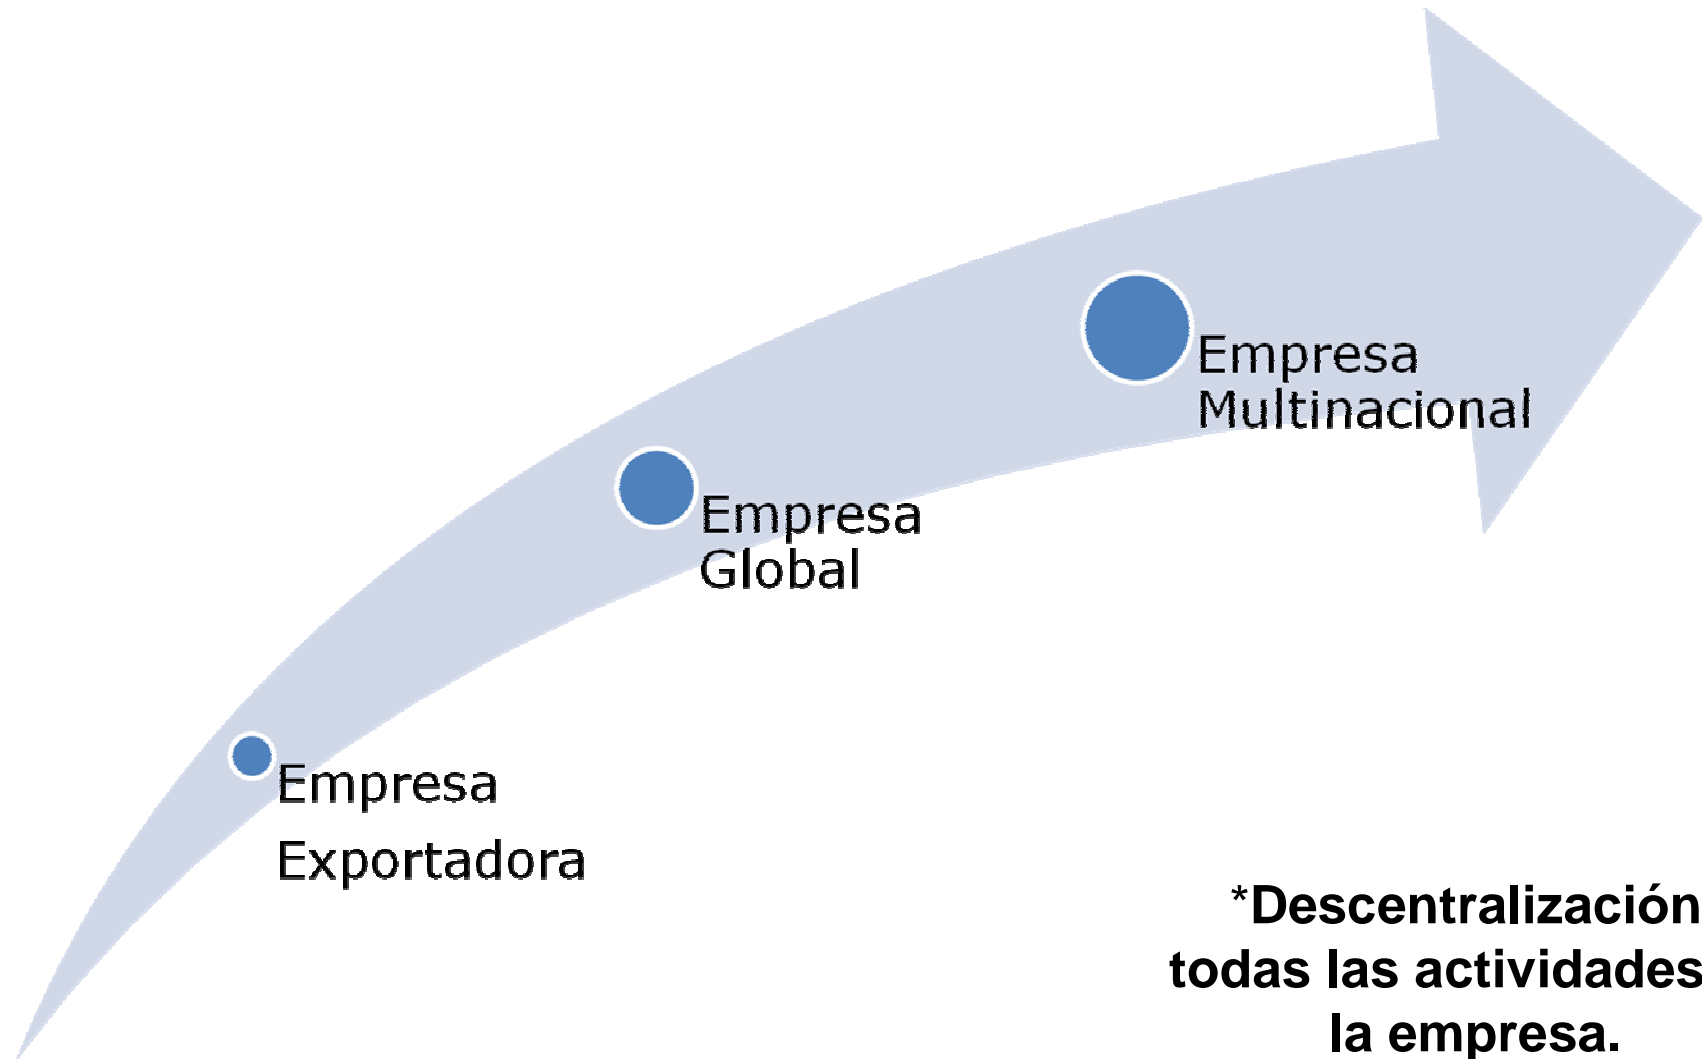 Empresa
Multinacional
Empresa
Global
Empresa
Exportadora
*Descentralización
todas las actividades
la empresa.